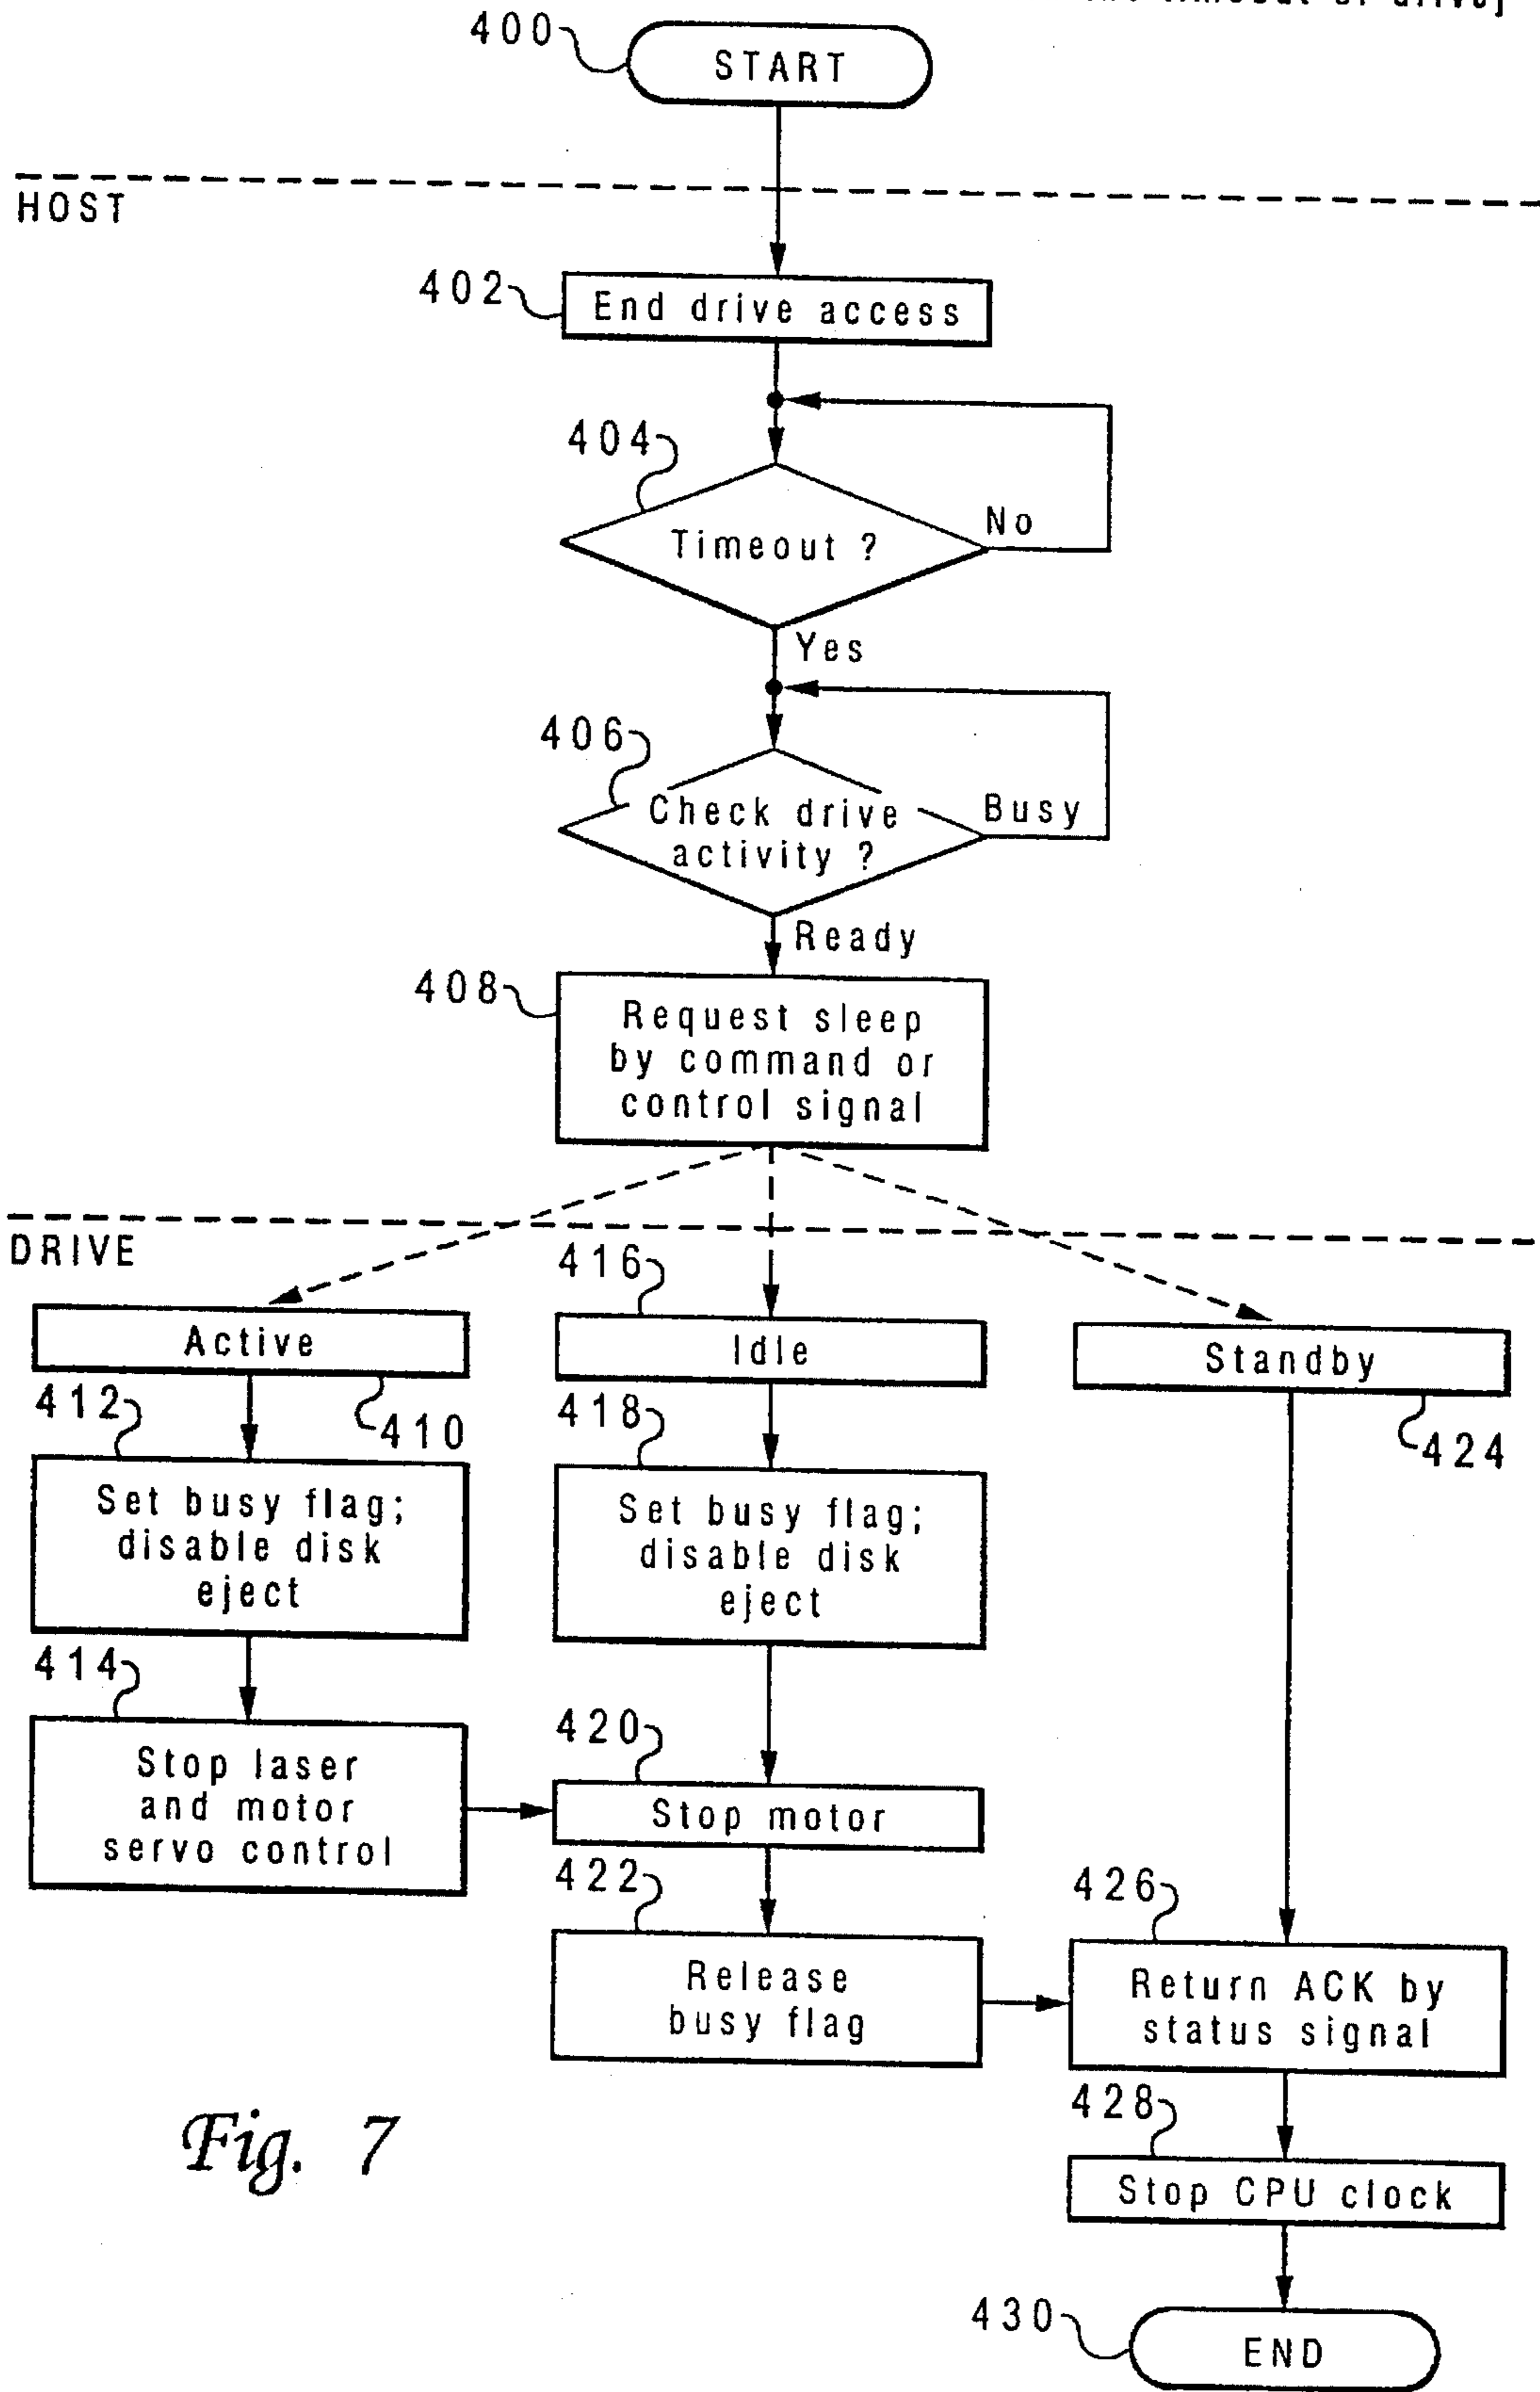 timeout of drive]
400
START
HOST
402
End drive access
404
Timeout ?
No
Yes
406
Check drive
activity ?
Busy
Ready
408
Request sleep
by command or
control signal
DRIVE
416
Active
Idle
Standby
412
410
418
424
Set busy flag;
disable disk
eject
Set busy flag;
disable disk
eject
414
Stop laser
and motor
servo control
420
Stop motor
422
Release
busy flag
426
Return ACK by
status signal
428
Stop CPU clock
430
END
Fig. 7